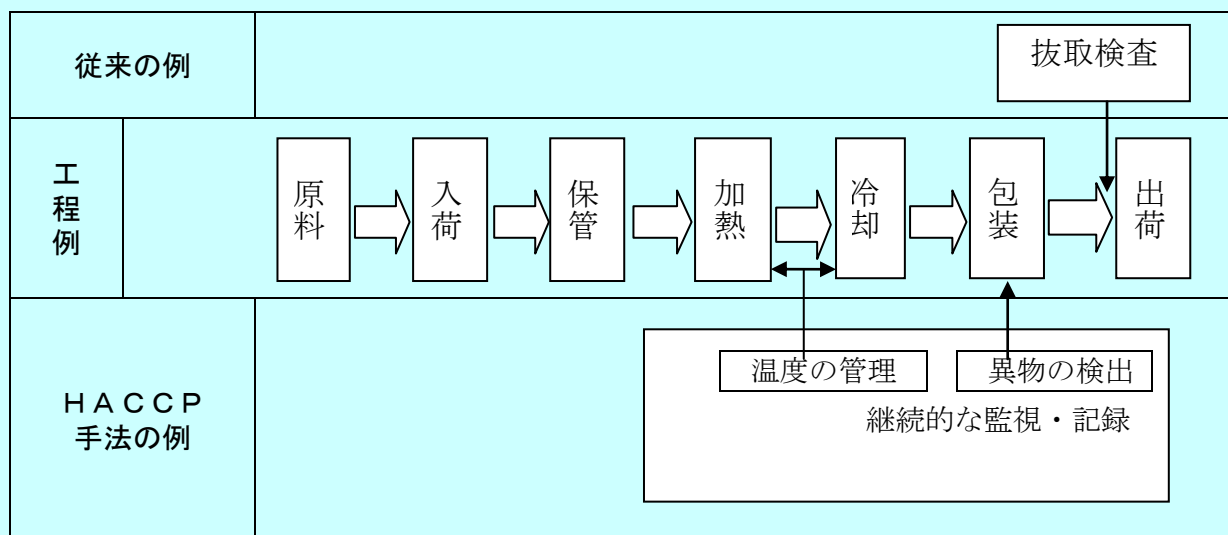 従来の例
抜取検査
工程例
原料
入荷
保管
加熱
冷却
包装
出荷
HACCP
手法の例
温度の管理
異物の検出
継続的な監視・記録